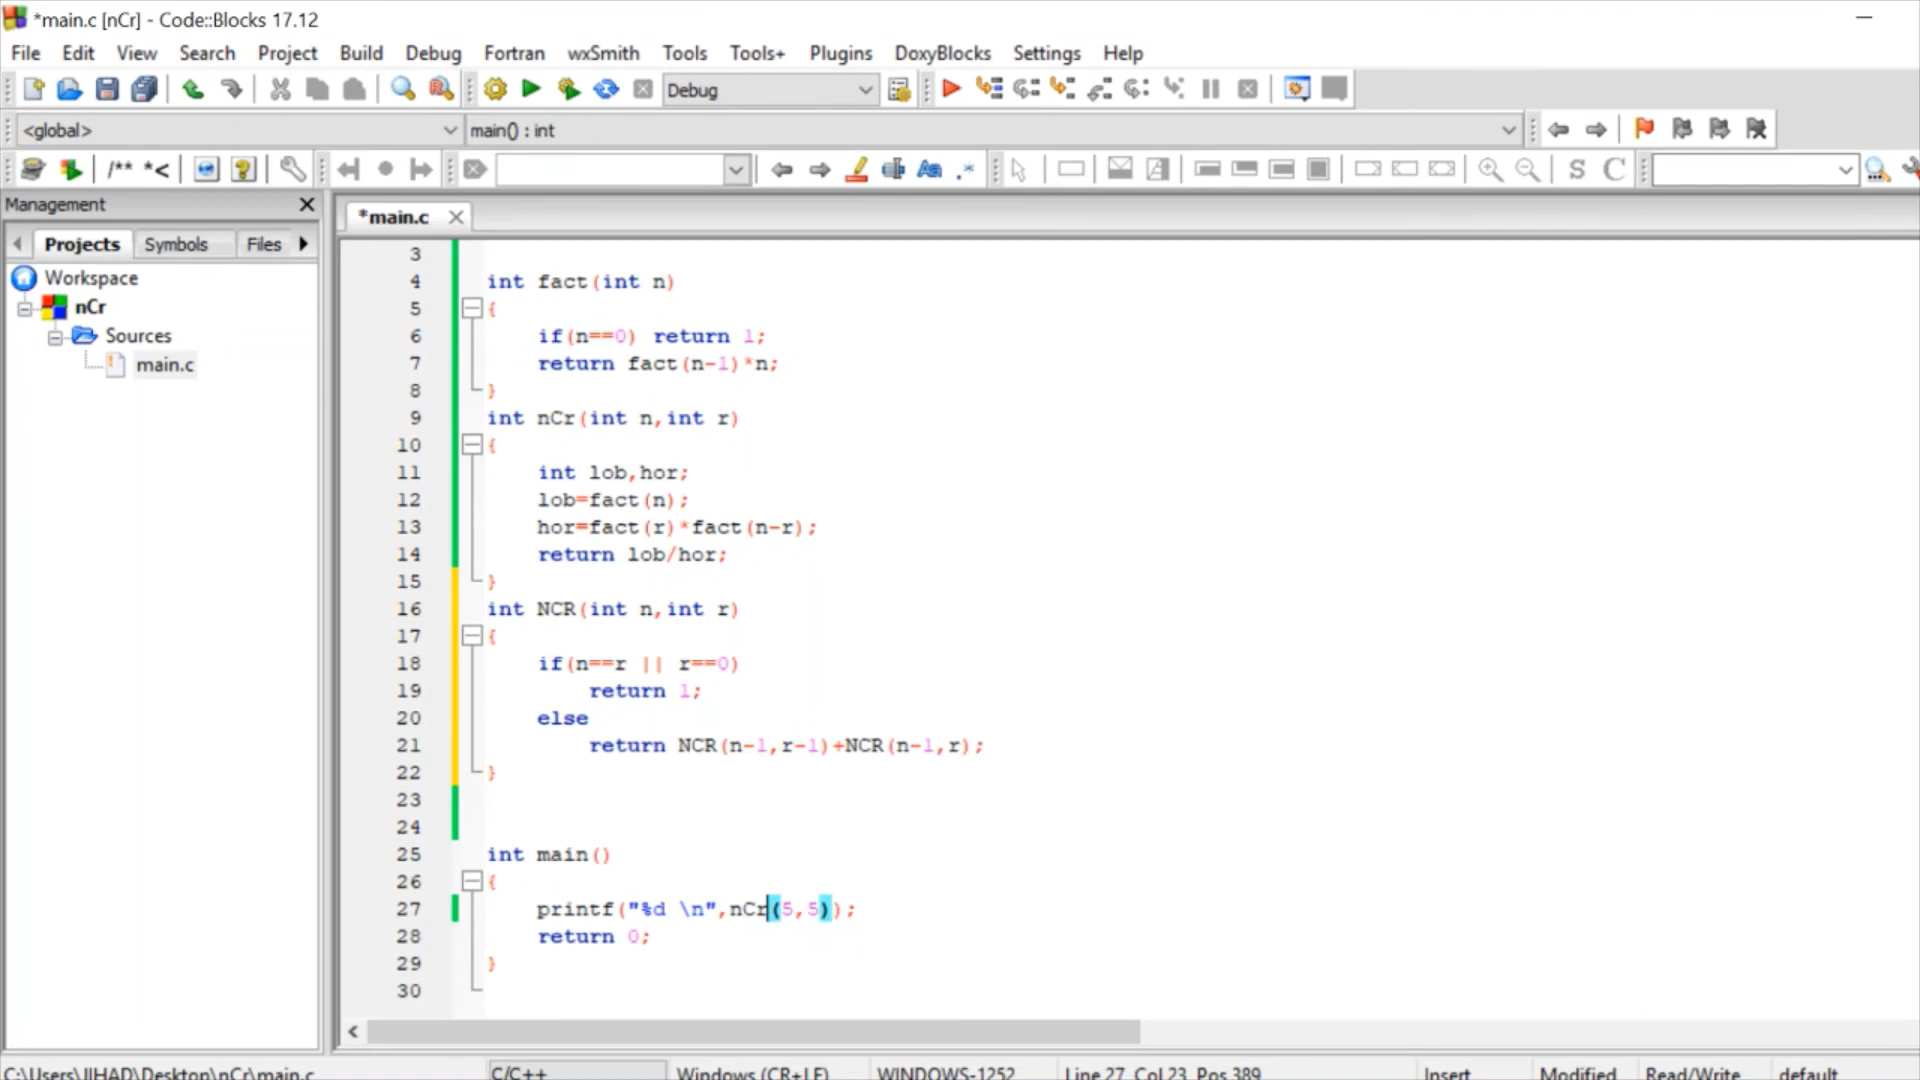 *main.c [nCr] - Code::Blocks 17.12
File Edit View Search Project Build Debug Fortran wxSmith Tools Tools+ Plugins DoxyBlocks Settings Help
Debug
<global> main() : int
/** *< Aa .* S C
Management
*main.c
Projects Symbols Files
Workspace
nCr
Sources
main.c
3
4 int fact(int n)
5 {
6 if(n==0) return 1;
7 return fact(n-1)*n;
8 }
9 int nCr(int n,int r)
10 {
11 int lob,hor;
12 lob=fact(n);
13 hor=fact(r)*fact(n-r);
14 return lob/hor;
15 }
16 int NCR(int n,int r)
17 {
18 if(n==r || r==0)
19 return 1;
20 else
21 return NCR(n-1,r-1)+NCR(n-1,r);
22 }
23
24
25 int main()
26 {
27 printf("%d \n",nCr(5,5));
28 return 0;
29 }
30
C:\Users\JIHAD\Desktop\nCr\main.c C/C++ Windows (CR+LF) WINDOWS-1252 Line 27, Col 23, Pos 389 Insert Modified Read/Write default